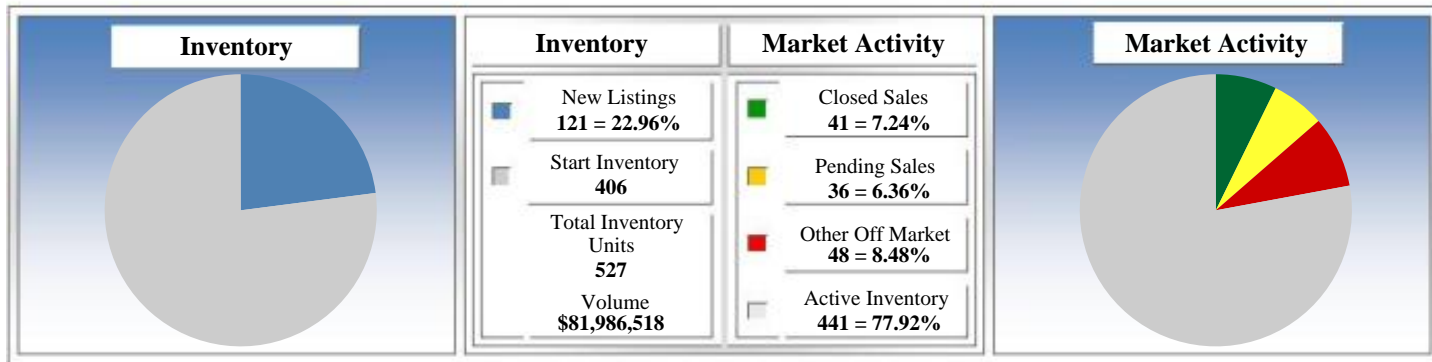 Inventory
Inventory
New Listings
121 = 22.96%
Start Inventory
406
Total Inventory
Units
527
Volume
$81,986,518
Market Activity
Closed Sales
41 = 7.24%
Pending Sales
36 = 6.36%
Other Off Market
48 = 8.48%
Active Inventory
441 = 77.92%
Market Activity